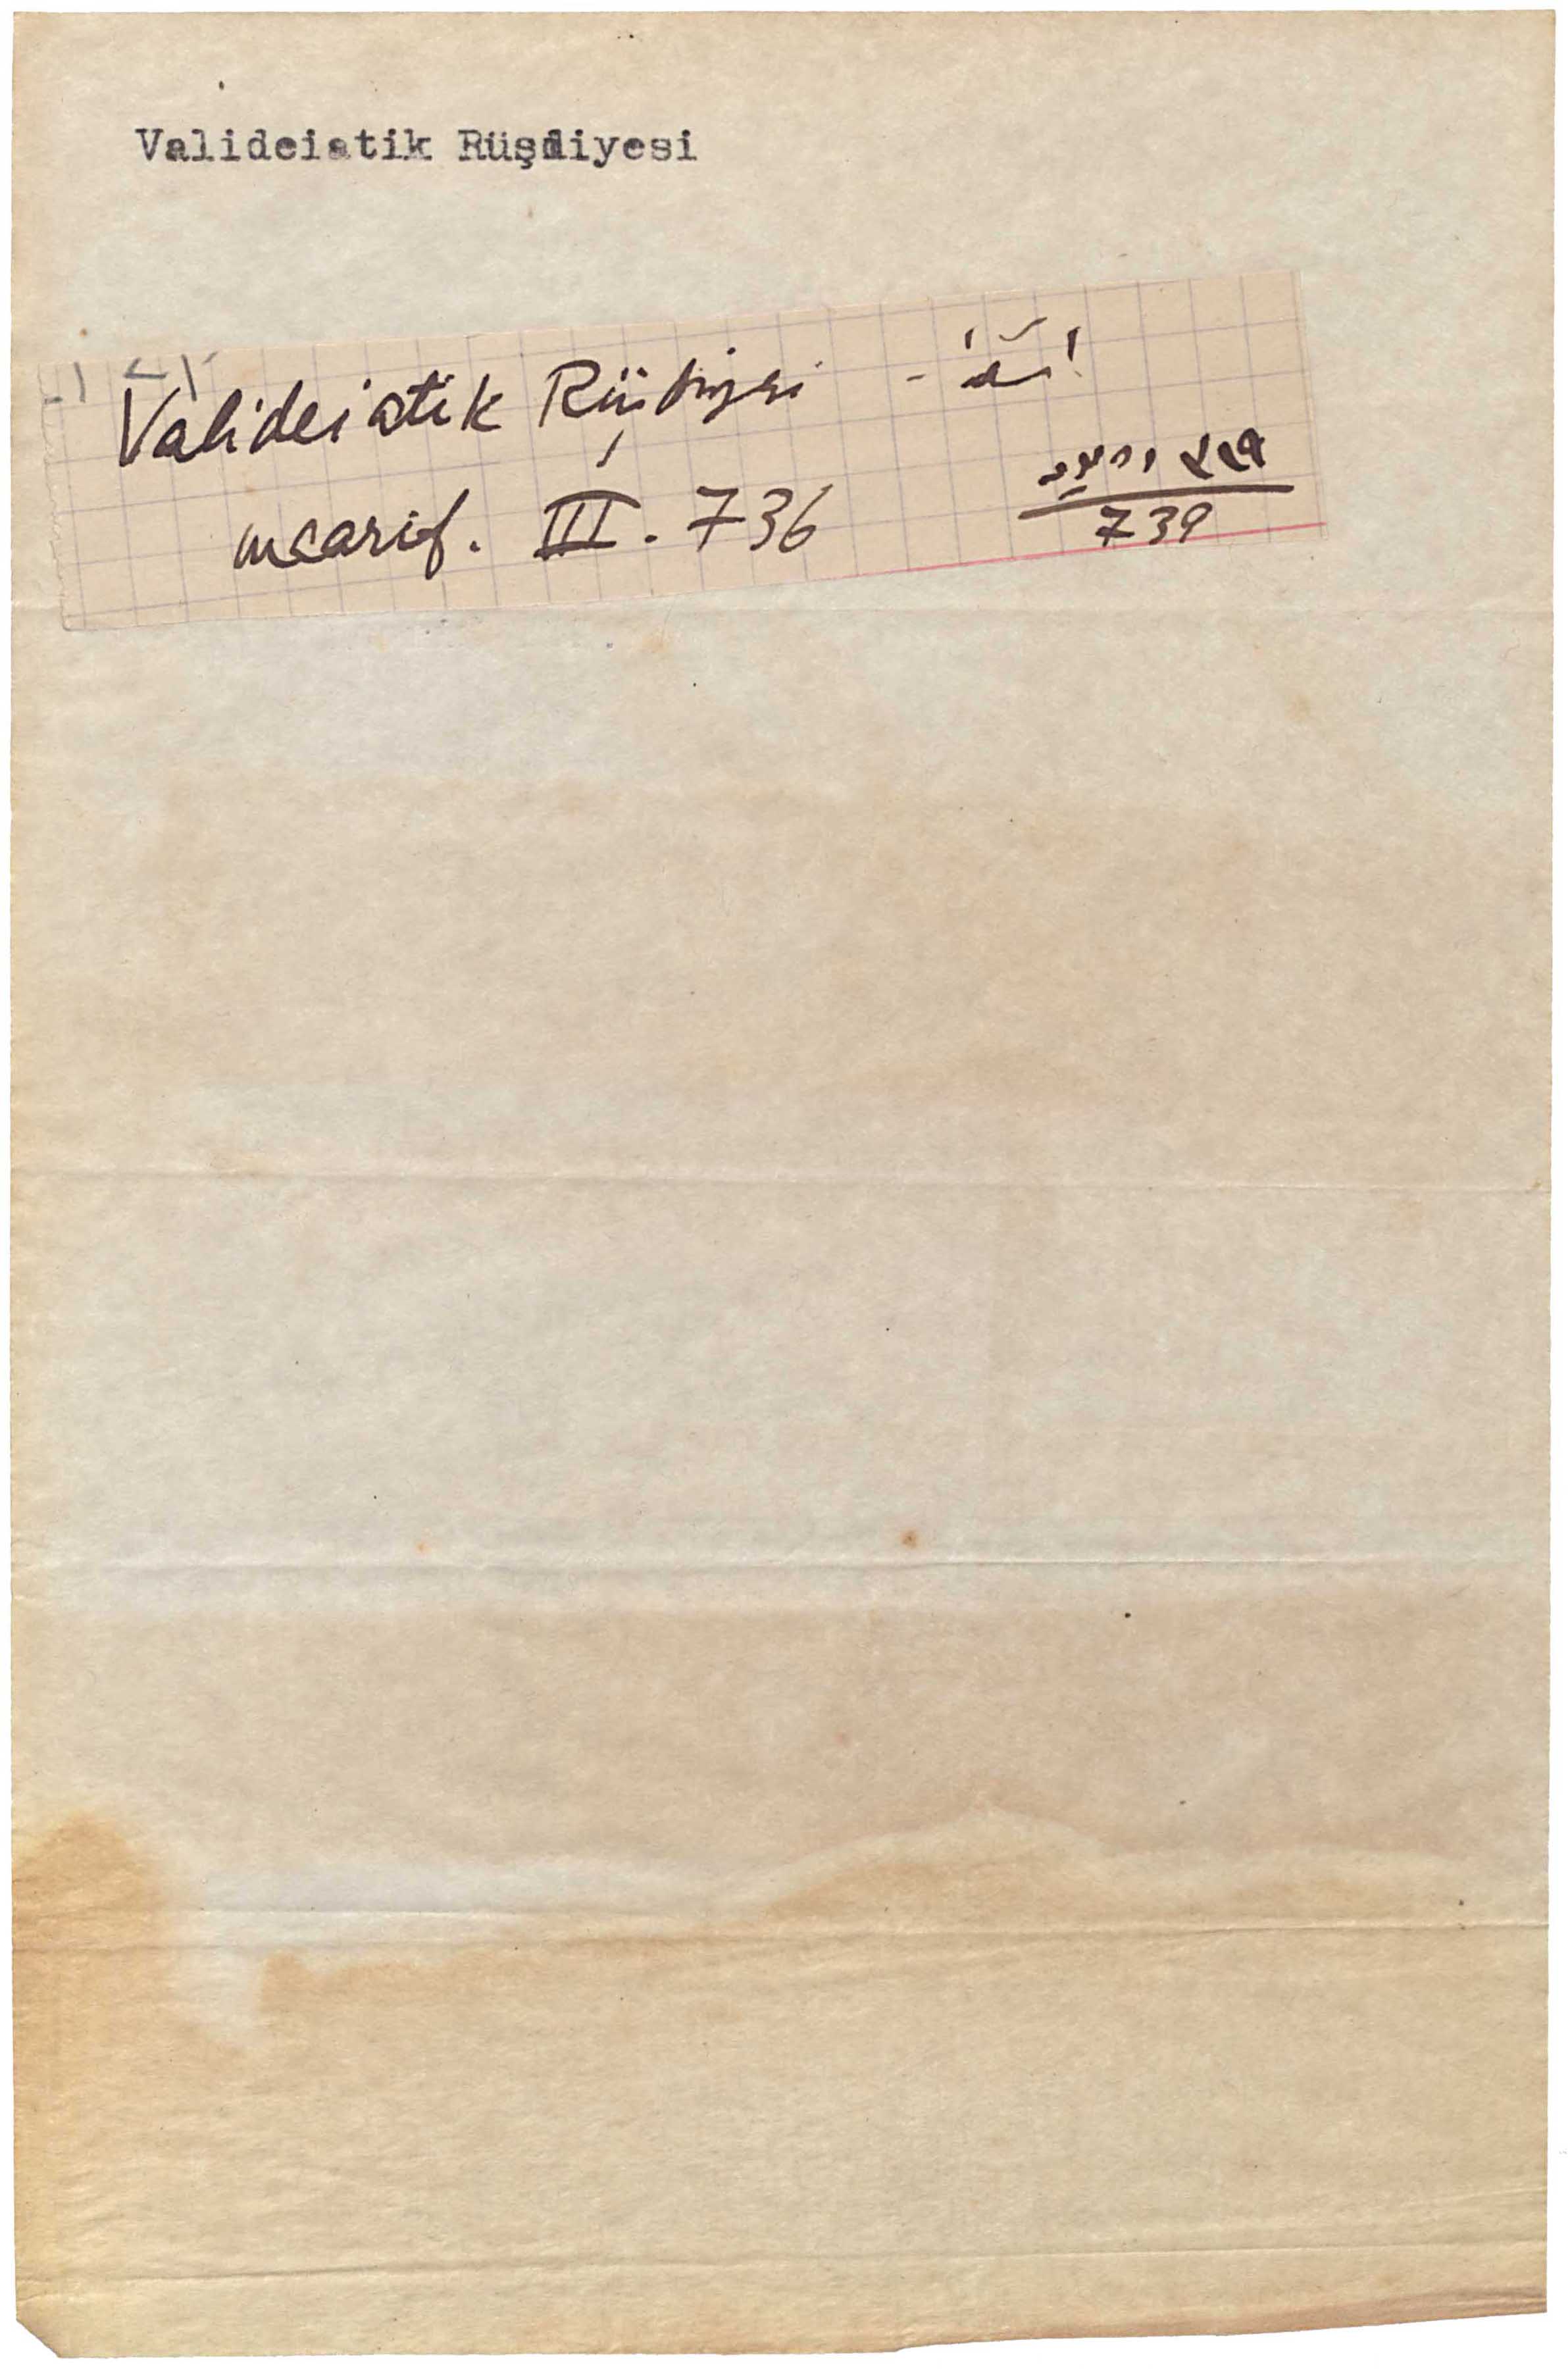 Valideiatik Rüşdiyesi
Valideiatik Rüşdiyesi -
maarif. III. 736
739